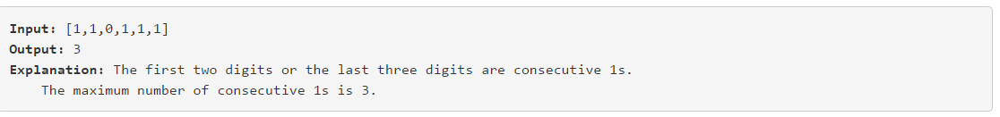 Input: [1,1,0,1,1,1]
Output: 3
Explanation: The first two digits or the last three digits are consecutive 1s.
    The maximum number of consecutive 1s is 3.